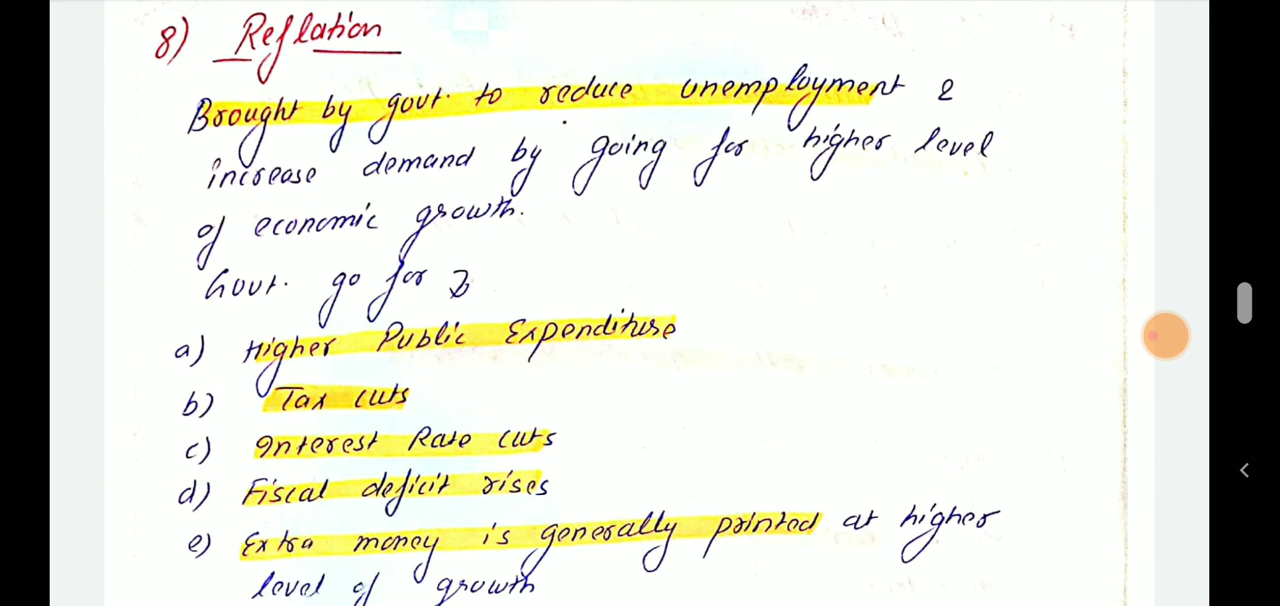 8) Reflation
Brought by govt. to reduce unemployment &
increase demand by going for higher level
of economic growth.
Govt. go for
a) Higher Public Expenditure
b) Tax cuts
c) Interest Rate cuts
d) Fiscal deficit rises
e) Extra money is generally printed at higher
level of growth